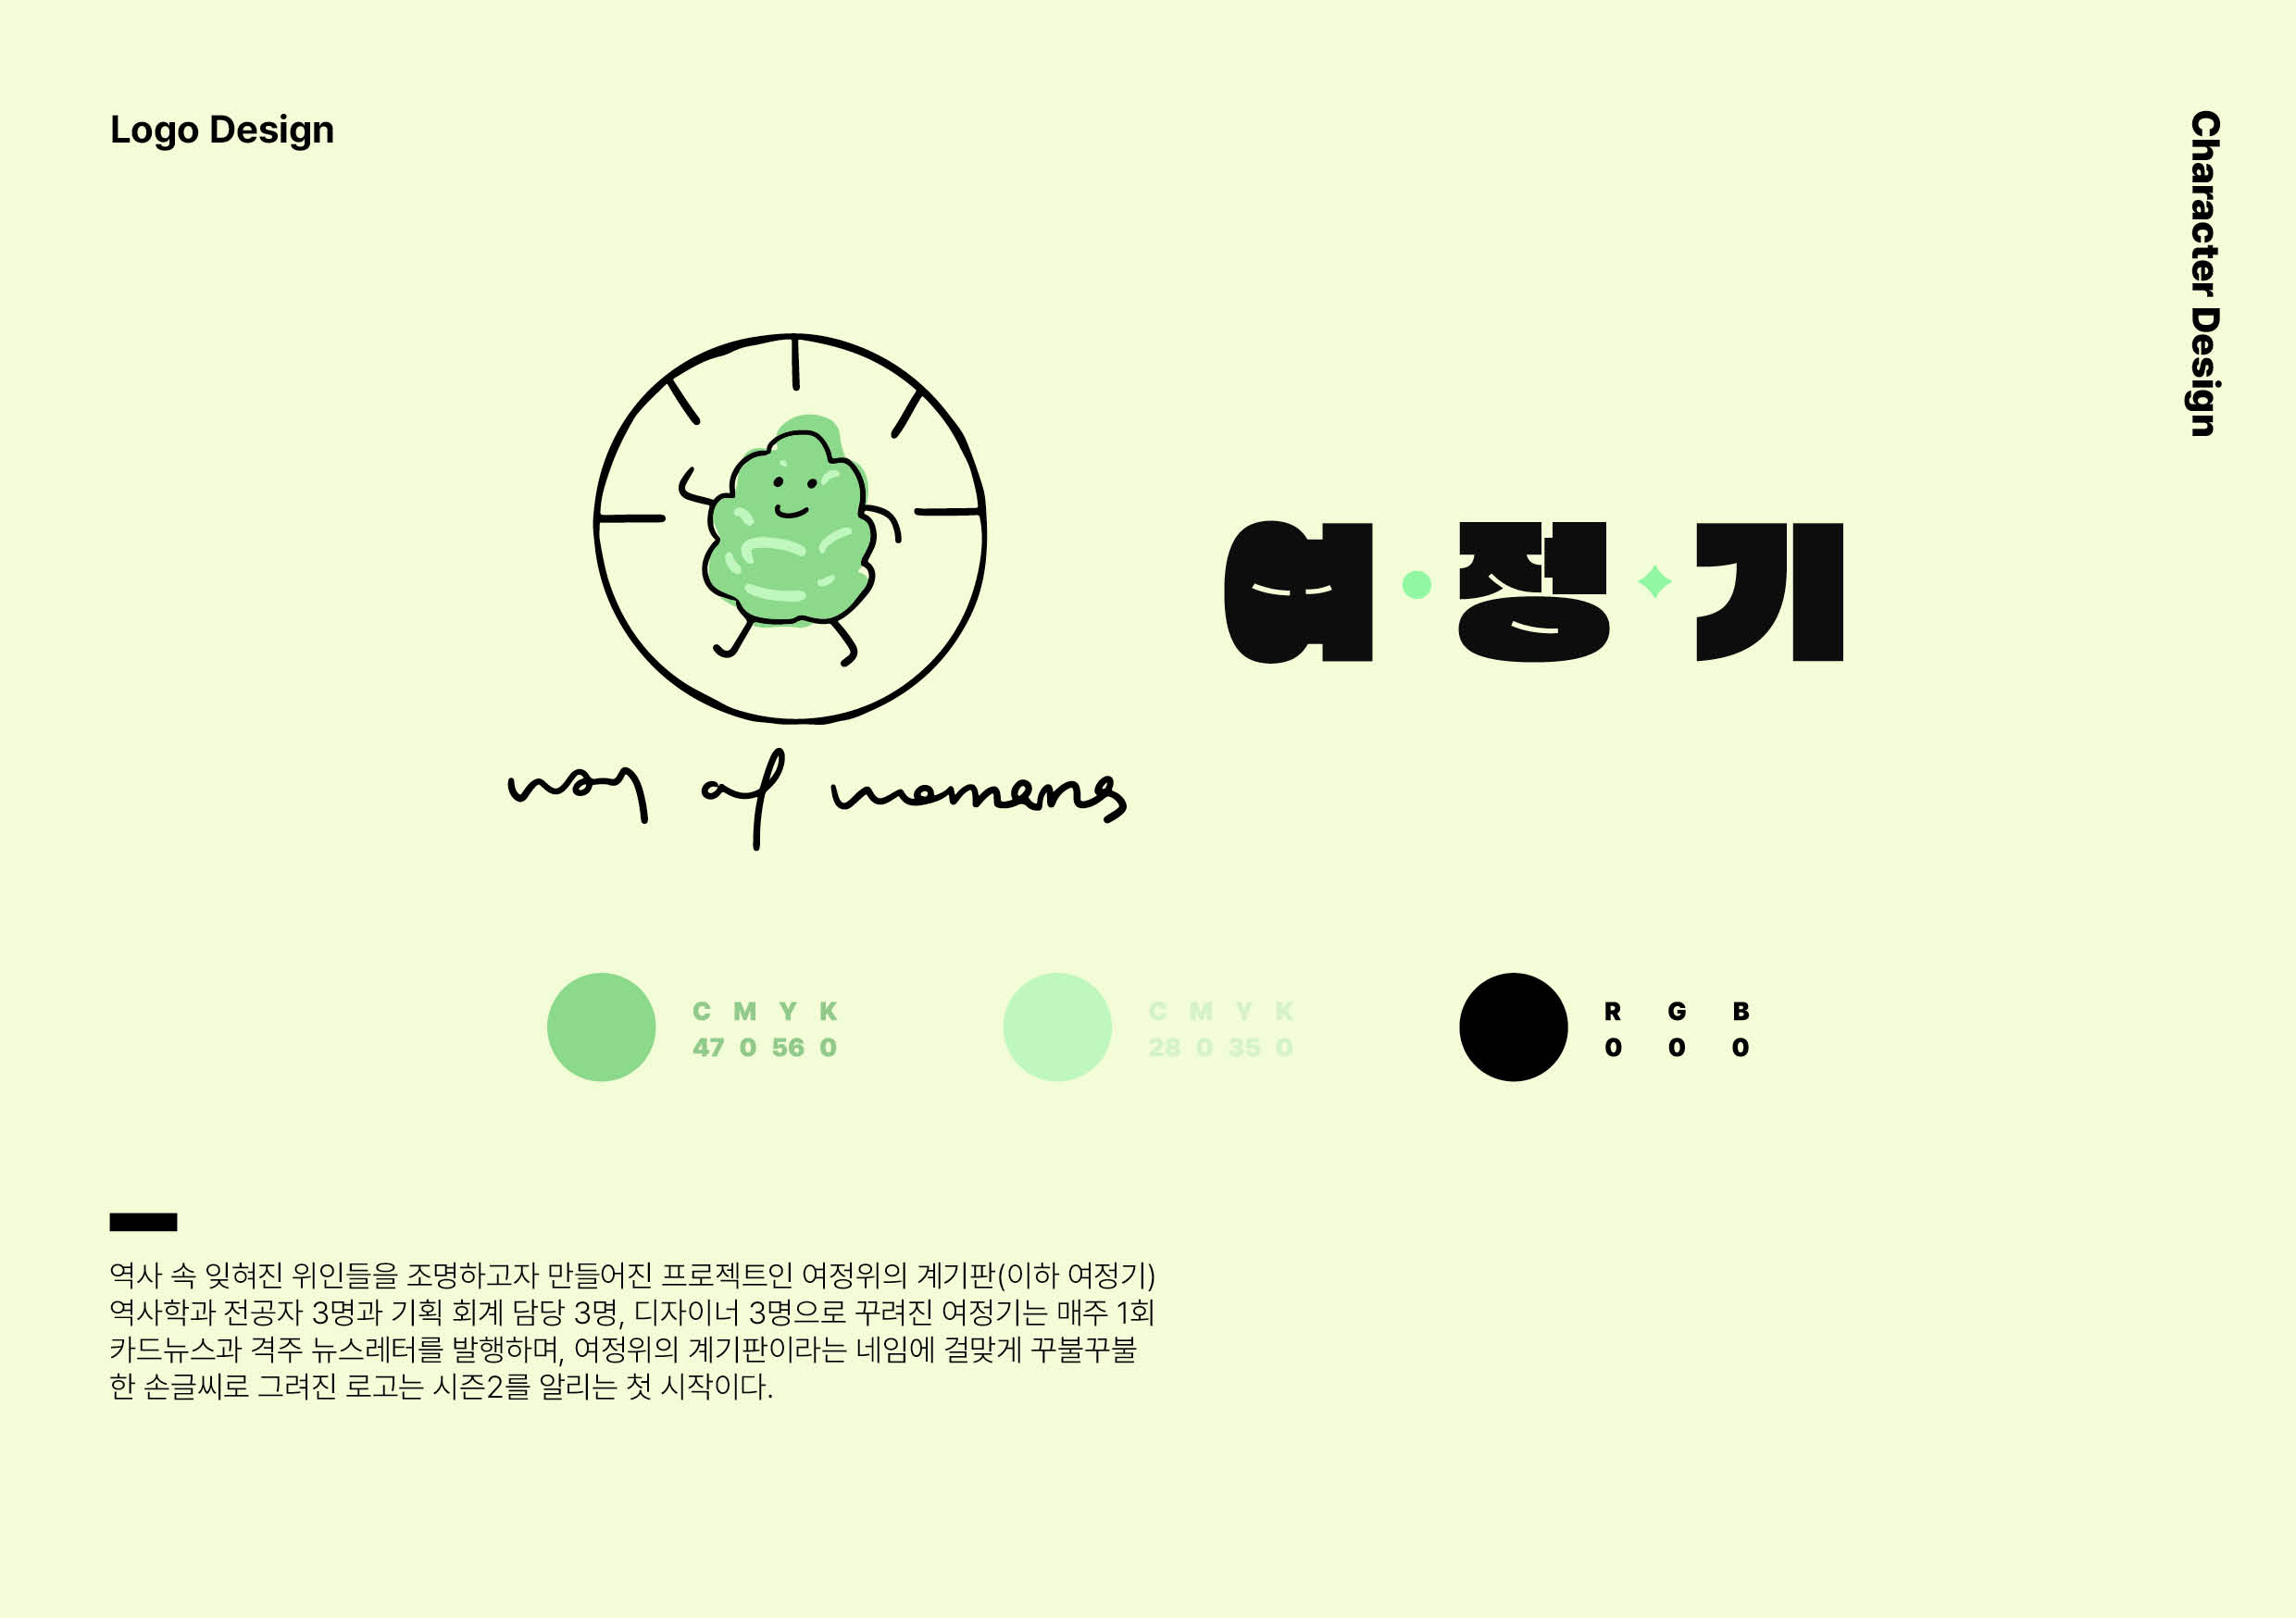 Logo Design
Character Design
way of womans
여·정✦기
C M Y K
47 0 56 0
C M Y K
28 0 35 0
R G B
0 0 0
역사 속 잊혀진 위인들을 조명하고자 만들어진 프로젝트인 여정위의 계기판(이하 여정기)
역사학과 전공자 3명과 기획 회계 담당 3명, 디자이너 3명으로 꾸려진 여정기는 매주 1회
카드뉴스과 격주 뉴스레터를 발행하며, 여정위의 계기판이라는 네임에 걸맞게 꾸불꾸불
한 손글씨로 그려진 로고는 시즌2를 알리는 첫 시작이다.